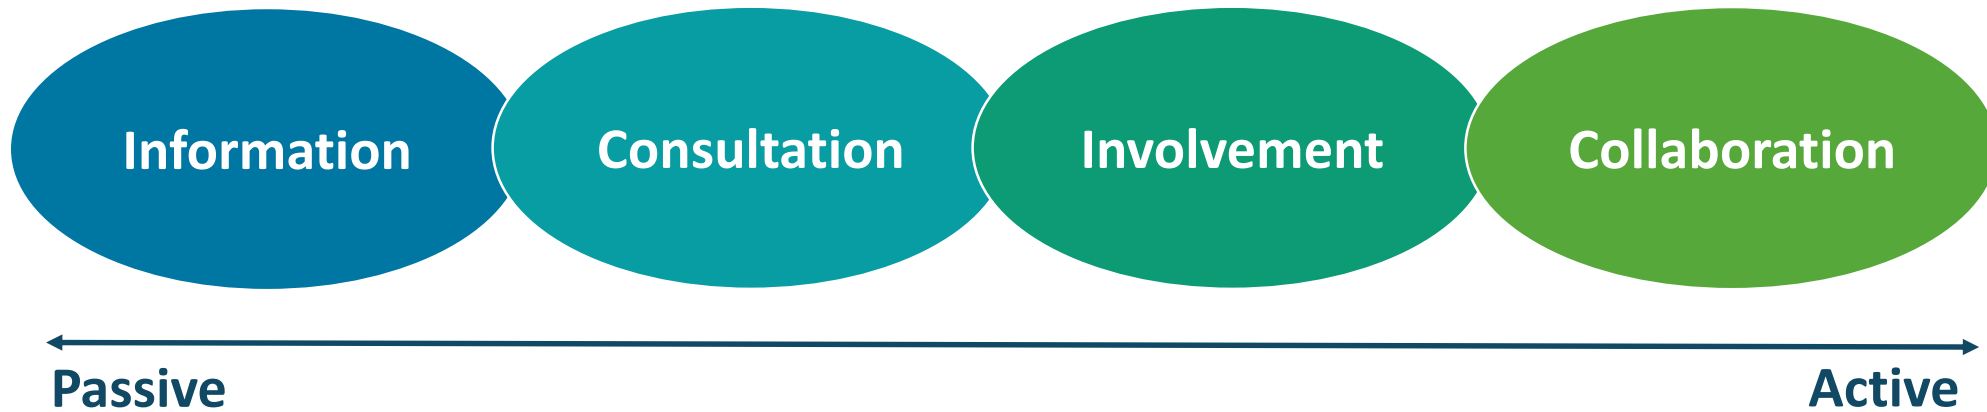 Information Consultation Involvement Collaboration
Passive Active